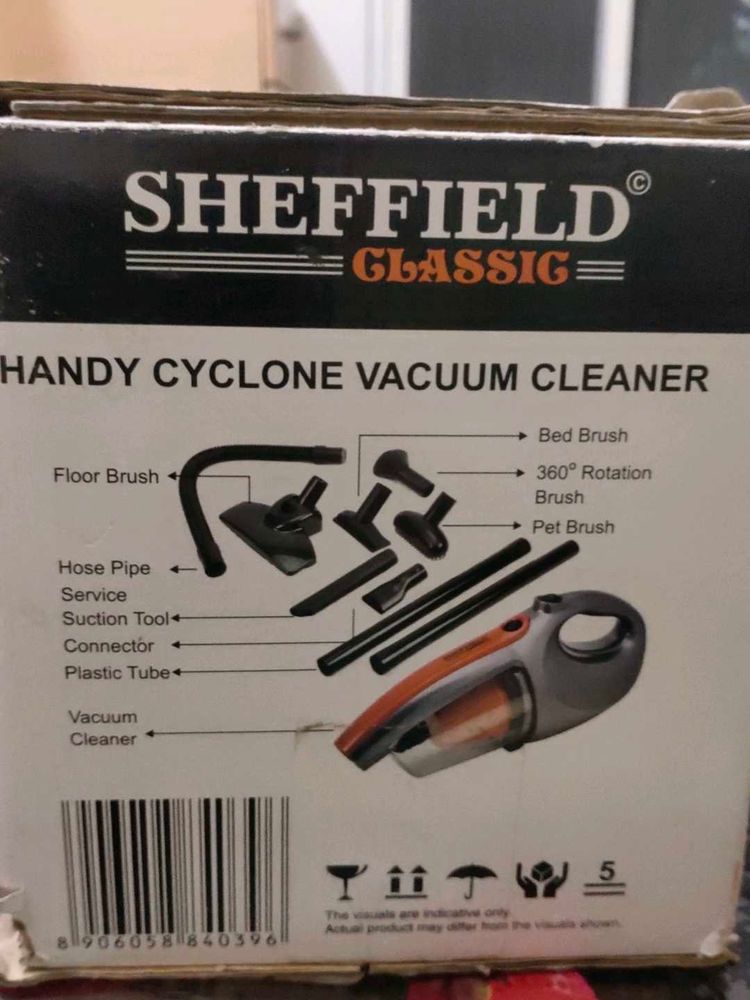 SHEFFIELD©
CLASSIC
HANDY CYCLONE VACUUM CLEANER
Bed Brush
Floor Brush
360° Rotation
Brush
Pet Brush
Hose Pipe
Service
Suction Tool
Connector
Plastic Tube
Vacuum
Cleaner
5
The visuals are indicative only.
Actual product may differ from the visuals shown.
8 906058 840396